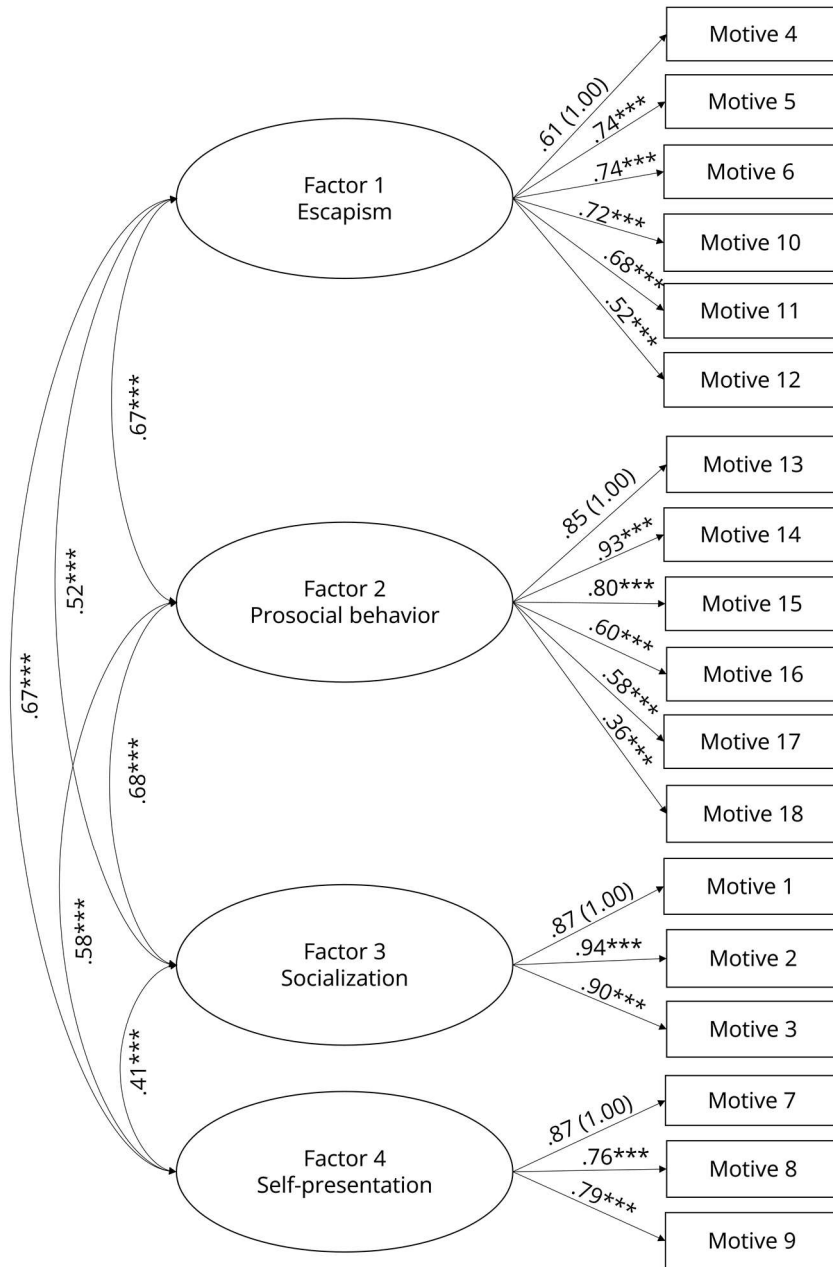 Motive 4
.61 (1.00)
Motive 5
.74***
Factor 1
Escapism
Motive 6
.74***
Motive 10
.72***
Motive 11
.68***
Motive 12
.52***
.67***
Motive 13
.85 (1.00)
Motive 14
.93***
Factor 2
Prosocial behavior
Motive 15
.80***
.52***
Motive 16
.60***
Motive 17
.58***
.67***
Motive 18
.36***
.68***
Motive 1
.87 (1.00)
.58***
Factor 3
Socialization
Motive 2
.94***
Motive 3
.90***
.41***
Motive 7
.87 (1.00)
Factor 4
Self-presentation
Motive 8
.76***
Motive 9
.79***